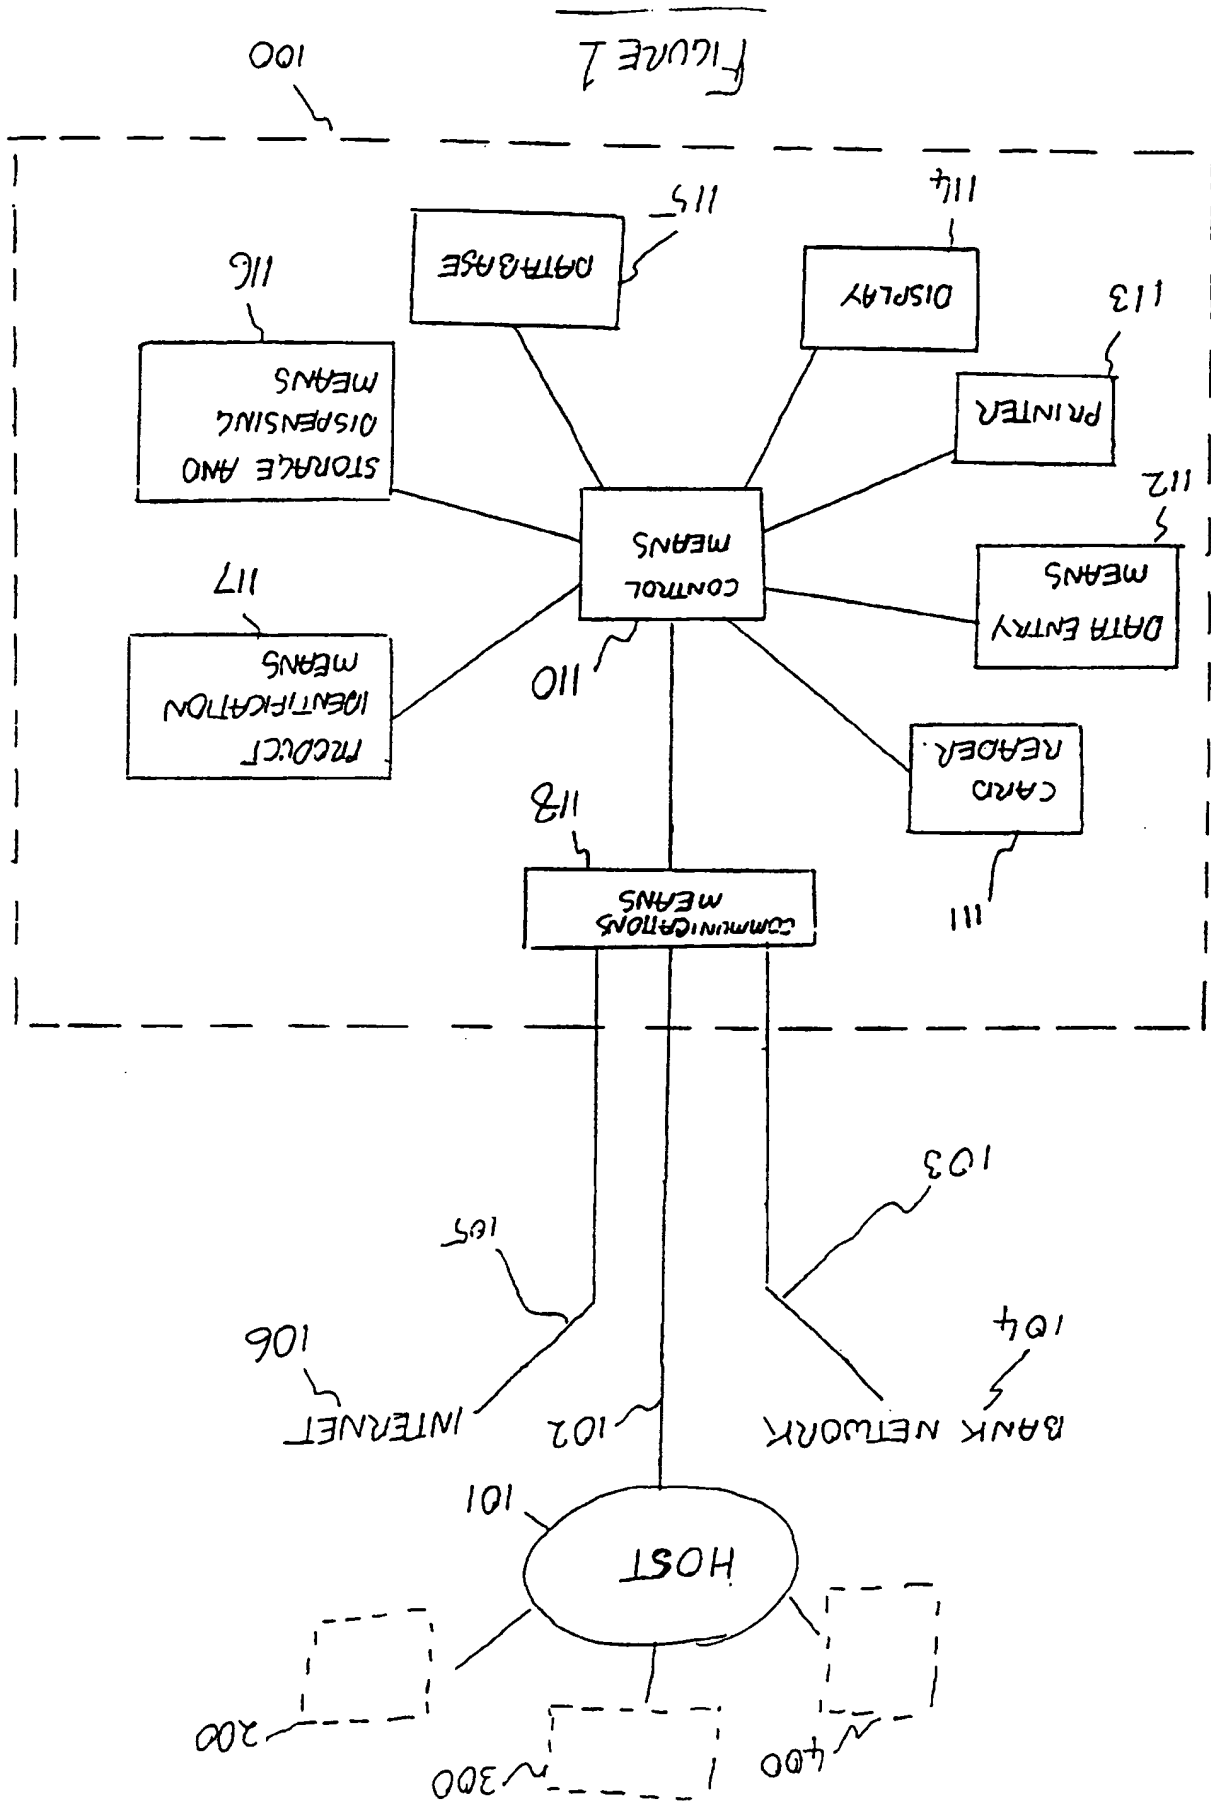 400
300
200
HOST
101
BANK NETWORK
104
102
INTERNET
106
103
105
COMMUNICATIONS
MEANS
118
111
CARD
READER.
110
PRODUCT
IDENTIFICATION
MEANS
117
DATA ENTRY
MEANS
112
CONTROL
MEANS
STORAGE AND
DISPENSING
MEANS
116
PRINTER
113
DISPLAY
114
DATABASE
115
100
FIGURE 1